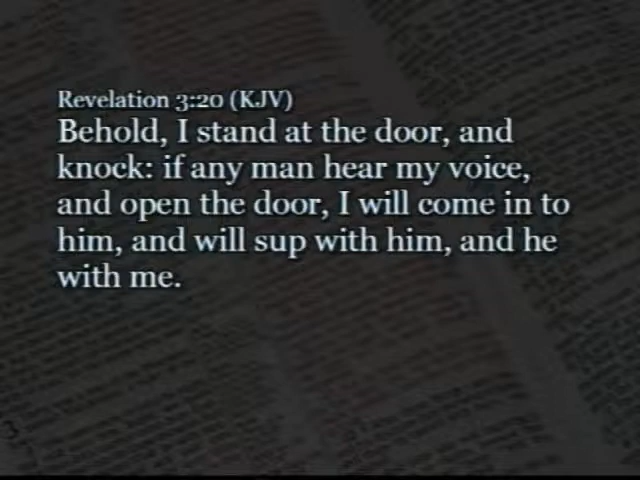 Revelation 3:20 (KJV)
Behold, I stand at the door, and
knock: if any man hear my voice,
and open the door, I will come in to
him, and will sup with him, and he
with me.